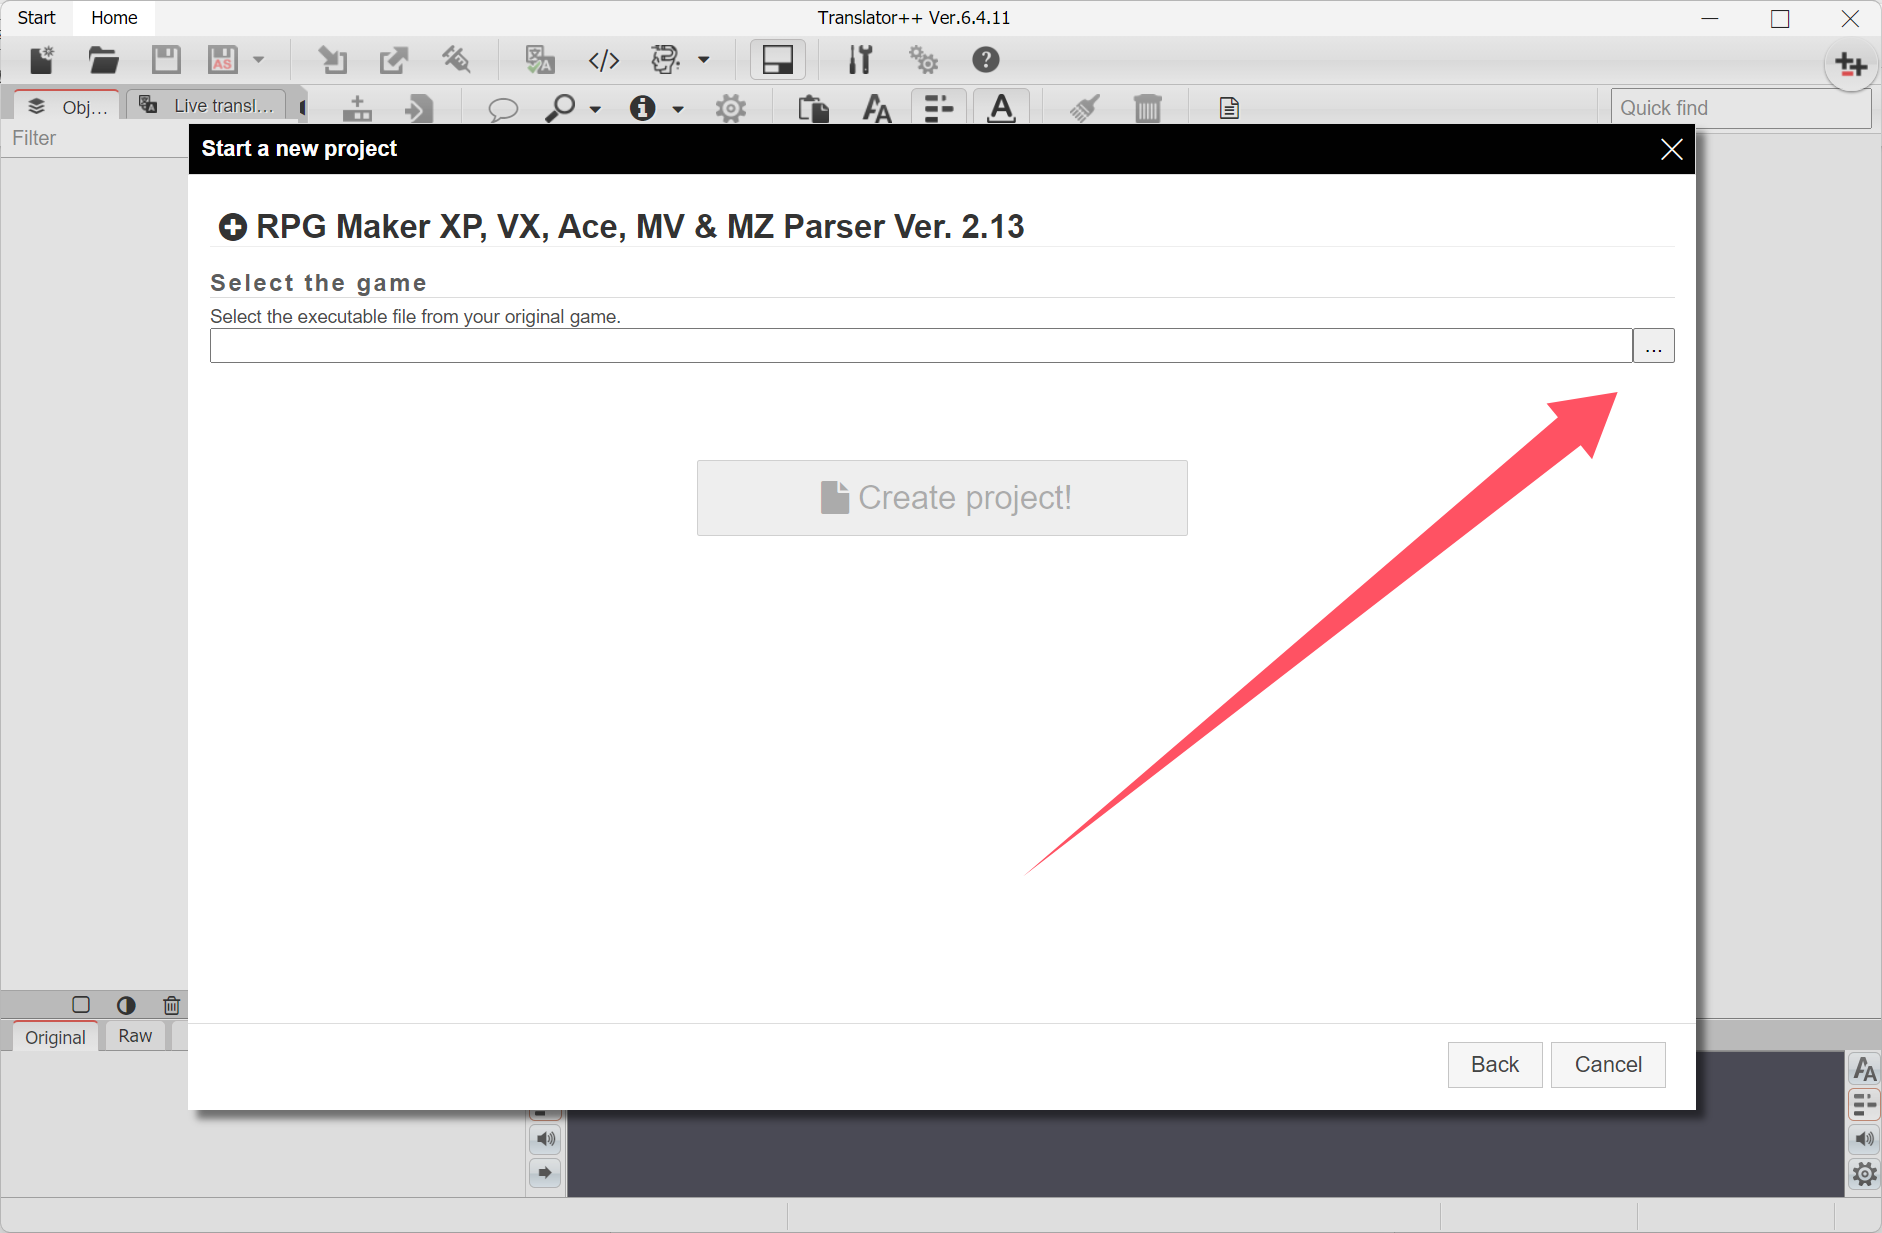 Start Home Translator++ Ver.6.4.11
AS </>
Obj... Live transl... Quick find
Filter
Start a new project
RPG Maker XP, VX, Ace, MV & MZ Parser Ver. 2.13
Select the game
Select the executable file from your original game.
...
Create project!
Original Raw
Back Cancel